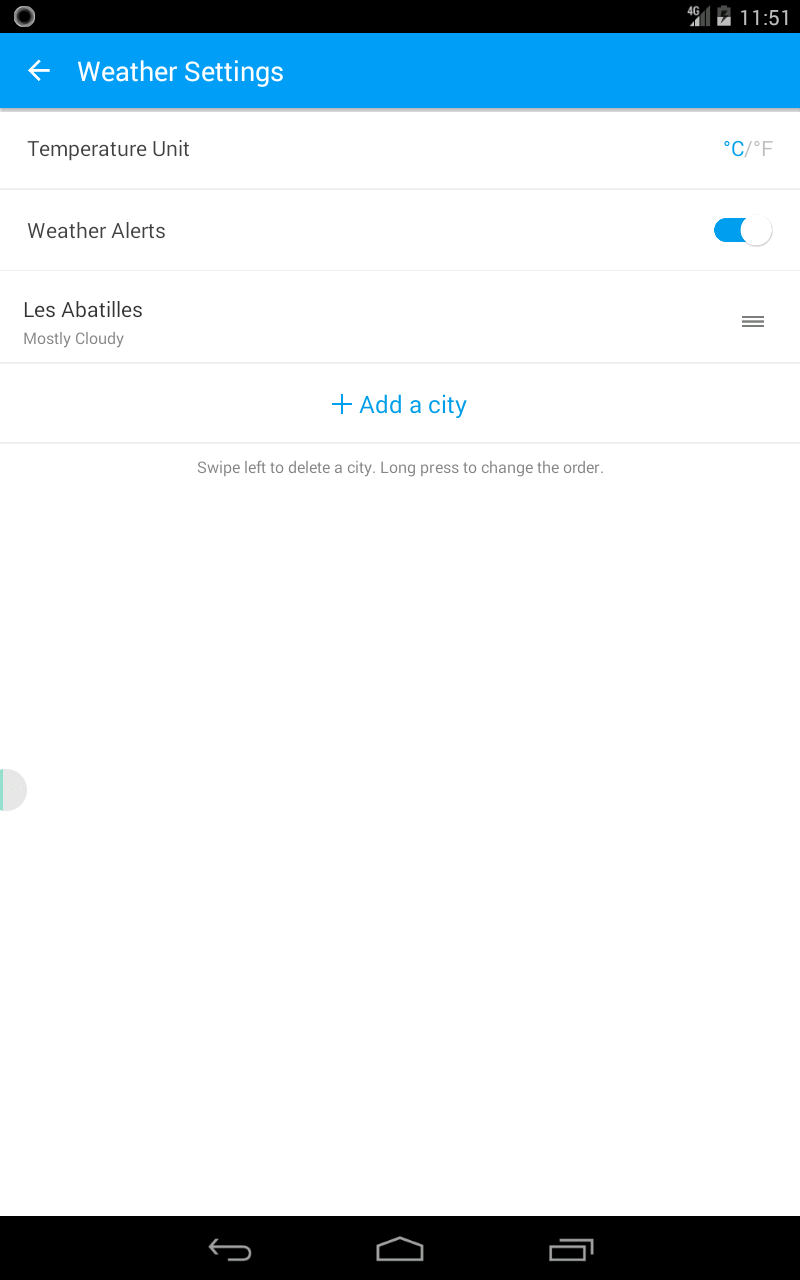 4G 11:51
Weather Settings
Temperature Unit °C/°F
Weather Alerts
Les Abatilles
Mostly Cloudy
+ Add a city
Swipe left to delete a city. Long press to change the order.